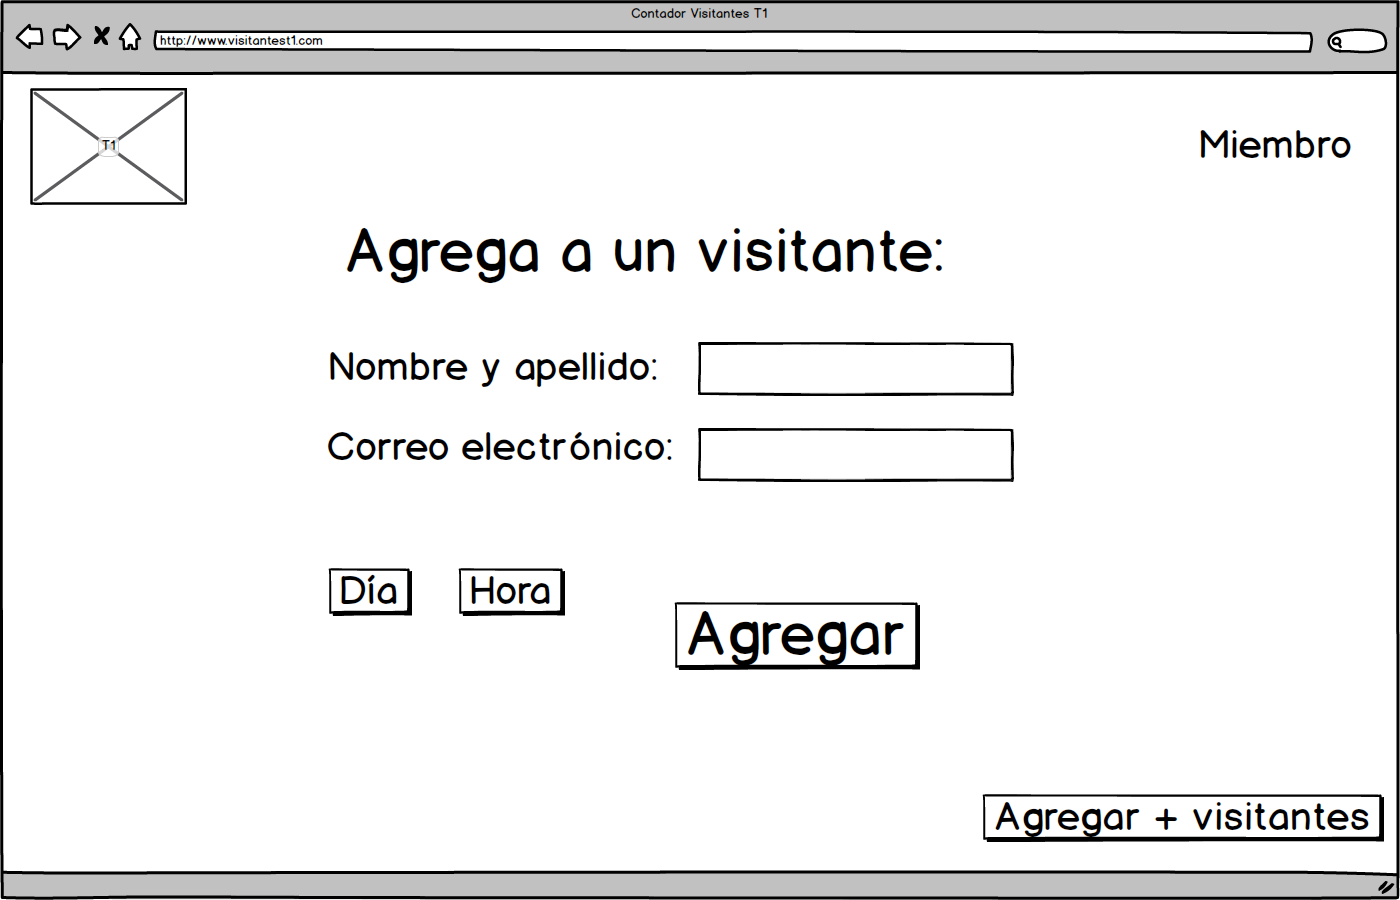 Contador Visitantes T1
http://www.visitantest1.com
T1
Miembro
Agrega a un visitante:
Nombre y apellido:
Correo electrónico:
Día Hora
Agregar
Agregar + visitantes